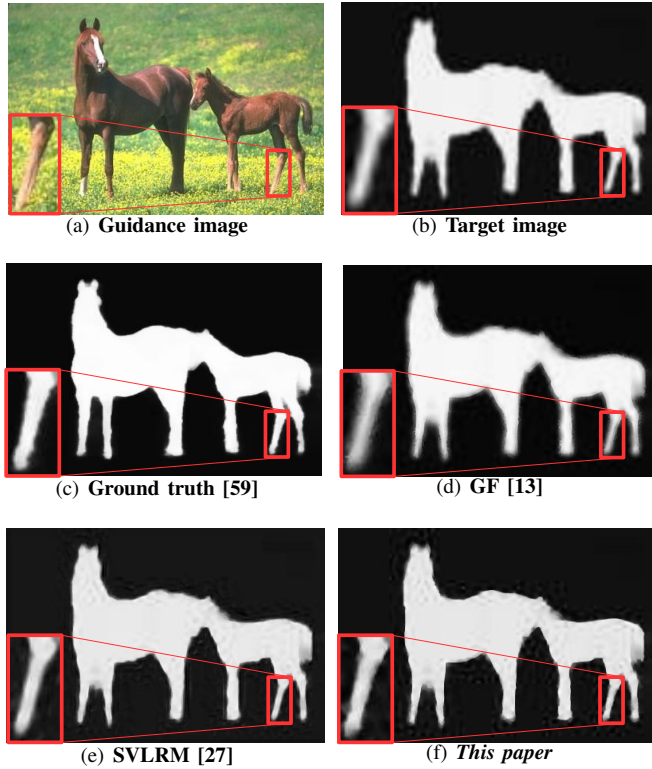 (a) Guidance image
(b) Target image
(c) Ground truth [59]
(d) GF [13]
(e) SVLRM [27]
(f) This paper